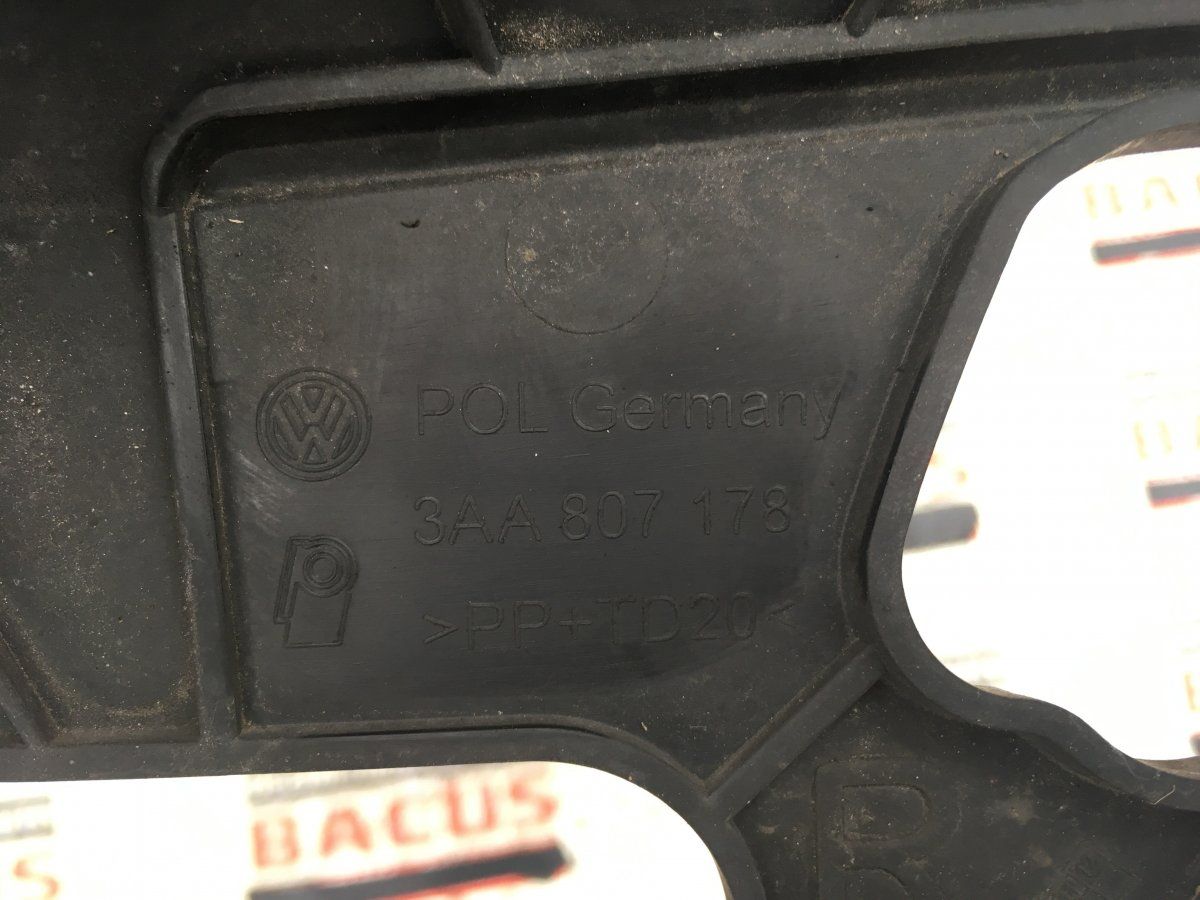 POL Germany
3AA 807 178
>PP+TD20<
BACUS
R